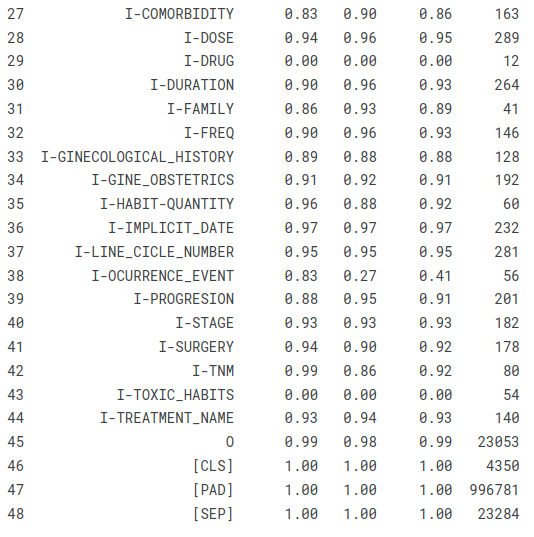 27 I-COMORBIDITY 0.83 0.90 0.86 163
28 I-DOSE 0.94 0.96 0.95 289
29 I-DRUG 0.00 0.00 0.00 12
30 I-DURATION 0.90 0.96 0.93 264
31 I-FAMILY 0.86 0.93 0.89 41
32 I-FREQ 0.90 0.96 0.93 146
33 I-GINECOLOGICAL_HISTORY 0.89 0.88 0.88 128
34 I-GINE_OBSTETRICS 0.91 0.92 0.91 192
35 I-HABIT-QUANTITY 0.96 0.88 0.92 60
36 I-IMPLICIT_DATE 0.97 0.97 0.97 232
37 I-LINE_CICLE_NUMBER 0.95 0.95 0.95 281
38 I-OCURRENCE_EVENT 0.83 0.27 0.41 56
39 I-PROGRESION 0.88 0.95 0.91 201
40 I-STAGE 0.93 0.93 0.93 182
41 I-SURGERY 0.94 0.90 0.92 178
42 I-TNM 0.99 0.86 0.92 80
43 I-TOXIC_HABITS 0.00 0.00 0.00 54
44 I-TREATMENT_NAME 0.93 0.94 0.93 140
45 O 0.99 0.98 0.99 23053
46 [CLS] 1.00 1.00 1.00 4350
47 [PAD] 1.00 1.00 1.00 996781
48 [SEP] 1.00 1.00 1.00 23284